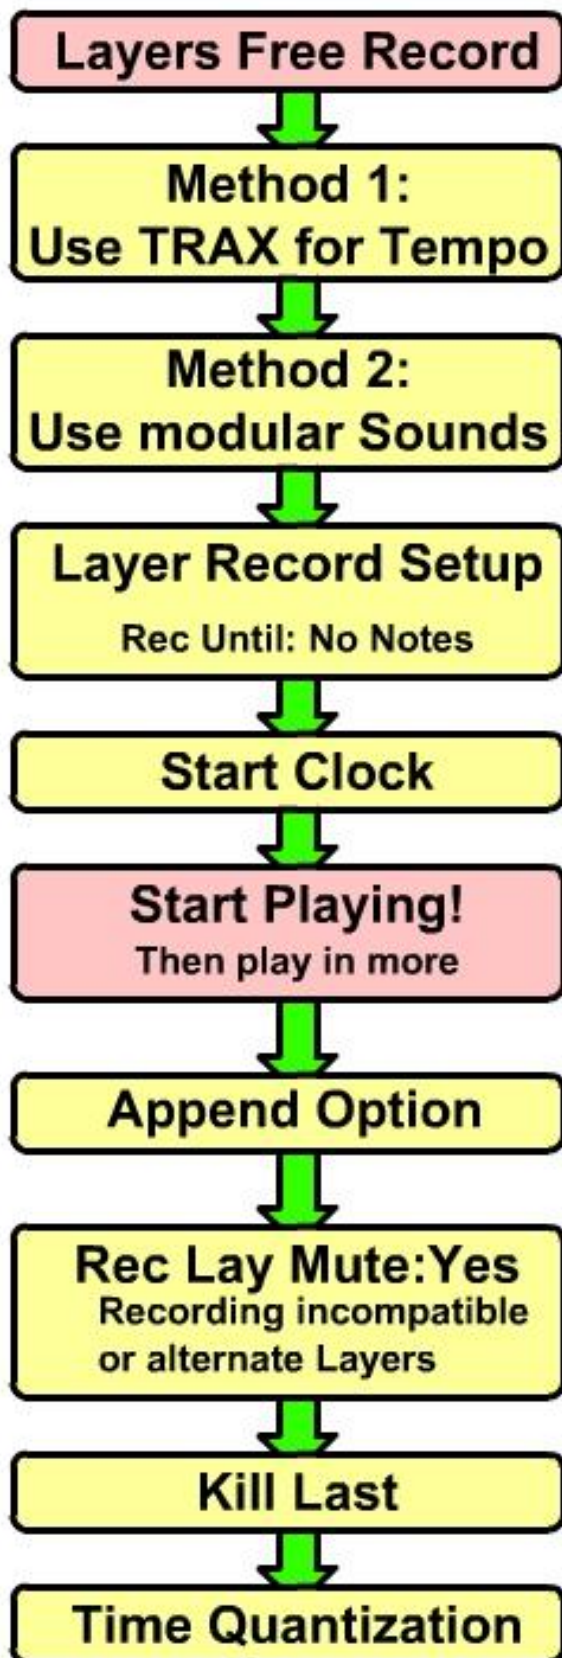 Layers Free Record
Method 1:
Use TRAX for Tempo
Method 2:
Use modular Sounds
Layer Record Setup
Rec Until: No Notes
Start Clock
Start Playing!
Then play in more
Append Option
Rec Lay Mute:Yes
Recording incompatible
or alternate Layers
Kill Last
Time Quantization